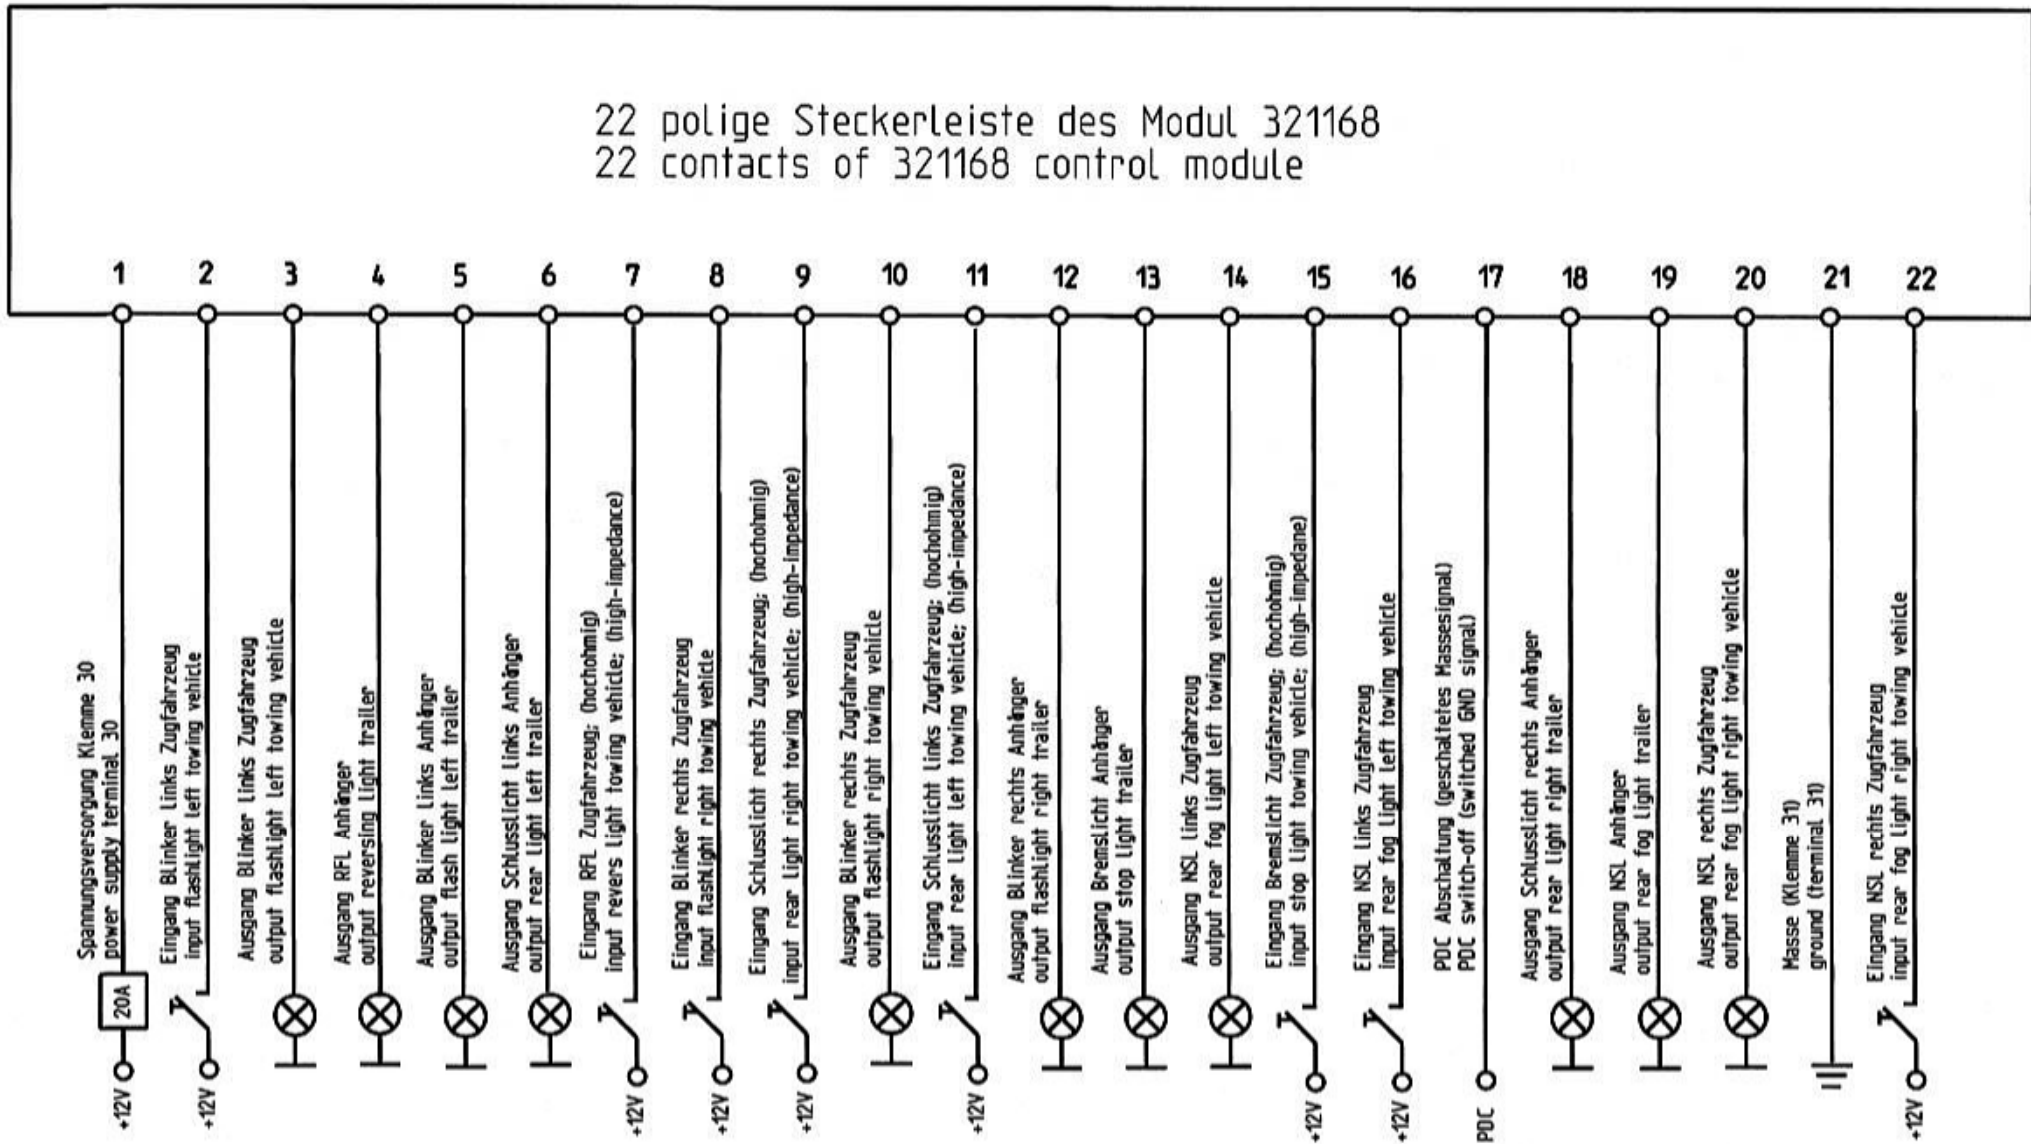 22 polige Steckerleiste des Modul 321168
22 contacts of 321168 control module
1 2 3 4 5 6 7 8 9 10 11 12 13 14 15 16 17 18 19 20 21 22
Spannungsversorgung Klemme 30
power supply terminal 30
Eingang Blinker links Zugfahrzeug
input flashlight left towing vehicle
Ausgang Blinker links Zugfahrzeug
output flashlight left towing vehicle
Ausgang RFL Anhänger
output reversing light trailer
Ausgang Blinker links Anhänger
output flash light left trailer
Ausgang Schlusslicht links Anhänger
output rear light left trailer
Eingang RFL Zugfahrzeug; (hochohmig)
input revers light towing vehicle; (high-impedance)
Eingang Blinker rechts Zugfahrzeug
input flashlight right towing vehicle
Eingang Schlusslicht rechts Zugfahrzeug; (hochohmig)
input rear light right towing vehicle; (high-impedance)
Ausgang Blinker rechts Zugfahrzeug
output flashlight right towing vehicle
Eingang Schlusslicht links Zugfahrzeug; (hochohmig)
input rear light left towing vehicle; (high-impedance)
Ausgang Blinker rechts Anhänger
output flashlight right trailer
Ausgang Bremslicht Anhänger
output stop light trailer
Ausgang NSL links Zugfahrzeug
output rear fog light left towing vehicle
Eingang Bremslicht Zugfahrzeug; (hochohmig)
input stop light towing vehicle; (high-impedane)
Eingang NSL links Zugfahrzeug
input rear fog light left towing vehicle
PDC Abschaltung (geschaltetes Massesignal)
PDC switch-off (switched GND signal)
Ausgang Schlusslicht rechts Anhänger
output rear light right trailer
Ausgang NSL Anhänger
output rear fog light trailer
Ausgang NSL rechts Zugfahrzeug
output rear fog light right towing vehicle
Masse (Klemme 31)
ground (terminal 31)
Eingang NSL rechts Zugfahrzeug
input rear fog light right towing vehicle
20A
+12V
+12V
+12V
+12V
+12V
+12V
+12V
+12V
PDC
+12V